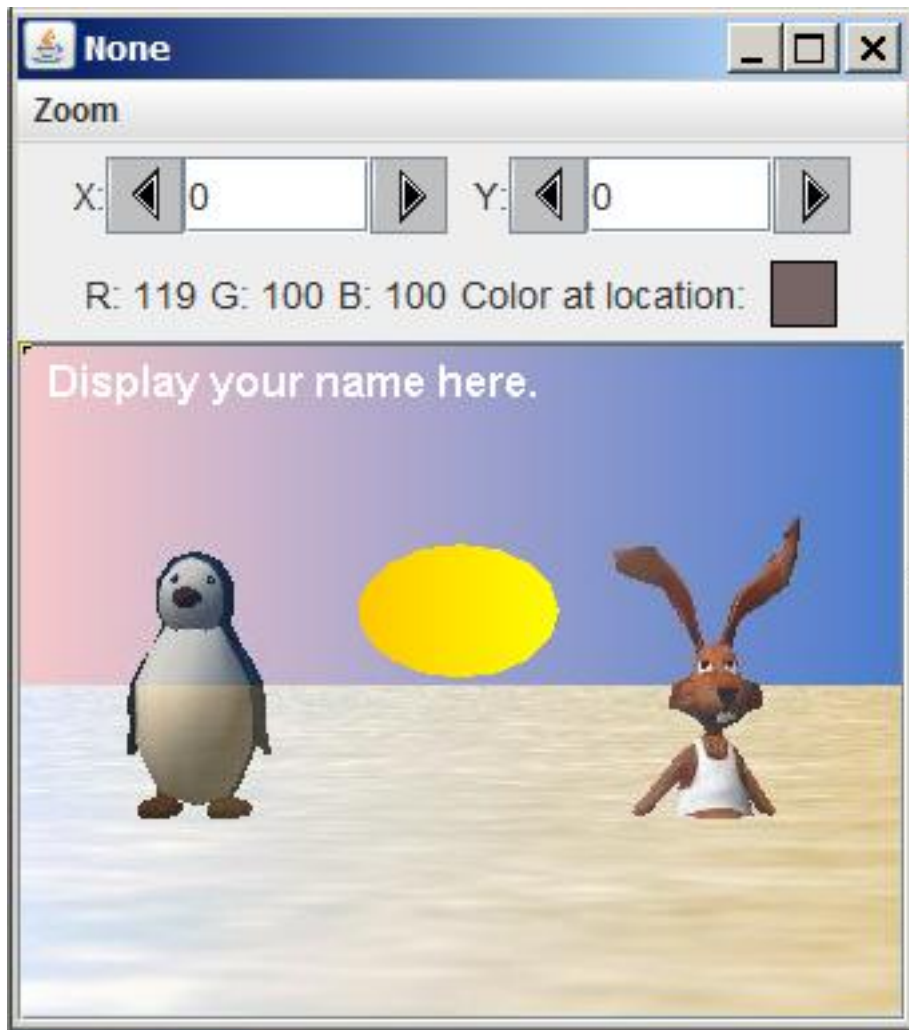 None
Zoom
X: 0 Y: 0
R: 119 G: 100 B: 100 Color at location:
Display your name here.